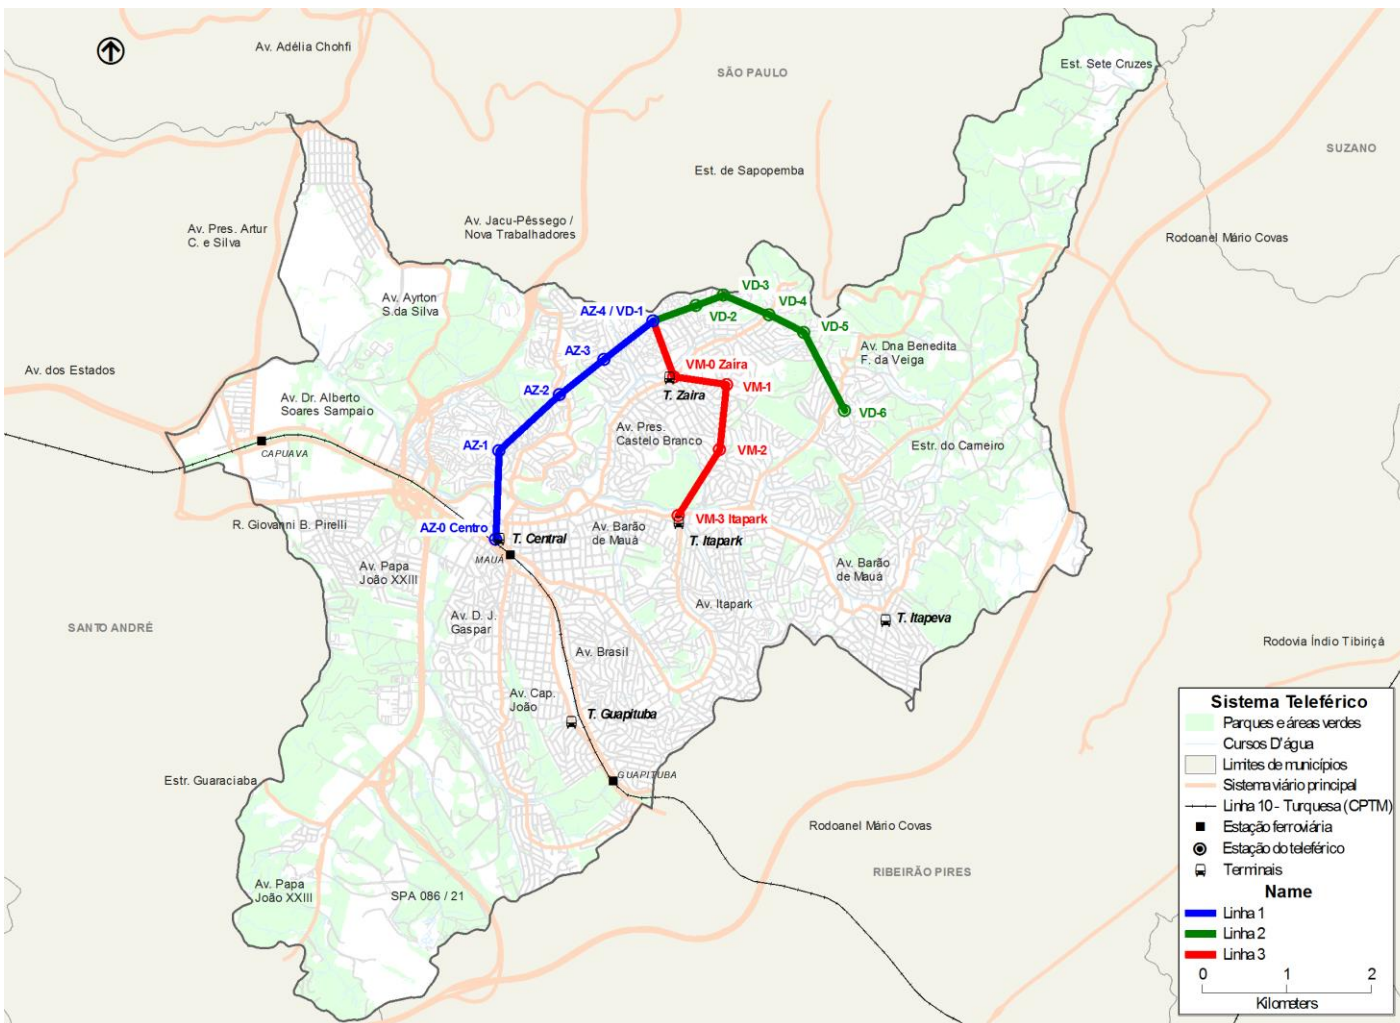 Av. Adélia Chohfi
SÃO PAULO
Est. Sete Cruzes
SUZANO
Est. de Sapopemba
Av. Jacu-Pêssego /
Nova Trabalhadores
Av. Pres. Artur
C. e Silva
Rodoanel Mário Covas
Av. Ayrton
S.da Silva
AZ-4 / VD-1
VD-3
VD-2
VD-4
VD-5
AZ-3
VM-0 Zaíra
T. Zaíra
VM-1
Av. Dna Benedita
F. da Veiga
Av. dos Estados
AZ-2
Av. Dr. Alberto
Soares Sampaio
VD-6
Av. Pres.
Castelo Branco
AZ-1
VM-2
Estr. do Carneiro
CAPUAVA
R. Giovanni B. Pirelli
AZ-0 Centro
T. Central
MAUÁ
Av. Barão
de Mauá
VM-3 Itapark
T. Itapark
Av. Papa
João XXIII
Av. Barão
de Mauá
Av. D. J.
Gaspar
Av. Itapark
T. Itapeva
SANTO ANDRÉ
Rodovia Índio Tibiriçá
Av. Brasil
Av. Cap.
João
T. Guapituba
GUAPITUBA
Estr. Guaraciaba
Rodoanel Mário Covas
RIBEIRÃO PIRES
Av. Papa
João XXIII
SPA 086 / 21
Sistema Teleférico
Parques e áreas verdes
Cursos D'água
Limites de municípios
Sistema viário principal
Linha 10 - Turquesa (CPTM)
Estação ferroviária
Estação do teleférico
Terminais
Name
Linha 1
Linha 2
Linha 3
0 1 2
Kilometers